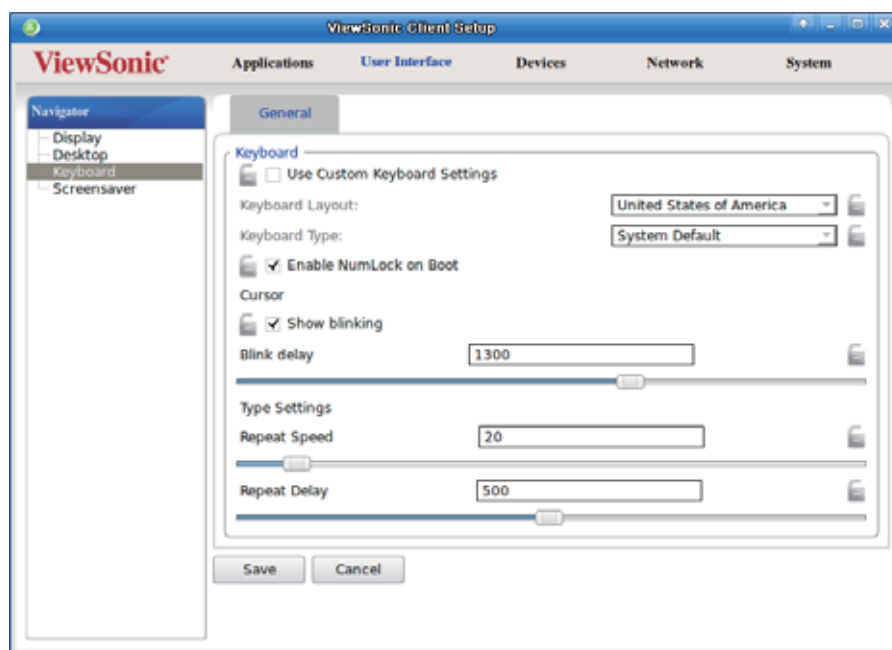 ViewSonic Client Setup
ViewSonic
Applications User Interface Devices Network System
Navigator
Display
Desktop
Keyboard
Screensaver
General
Keyboard
Use Custom Keyboard Settings
Keyboard Layout: United States of America
Keyboard Type: System Default
Enable NumLock on Boot
Cursor
Show blinking
Blink delay 1300
Type Settings
Repeat Speed 20
Repeat Delay 500
Save Cancel